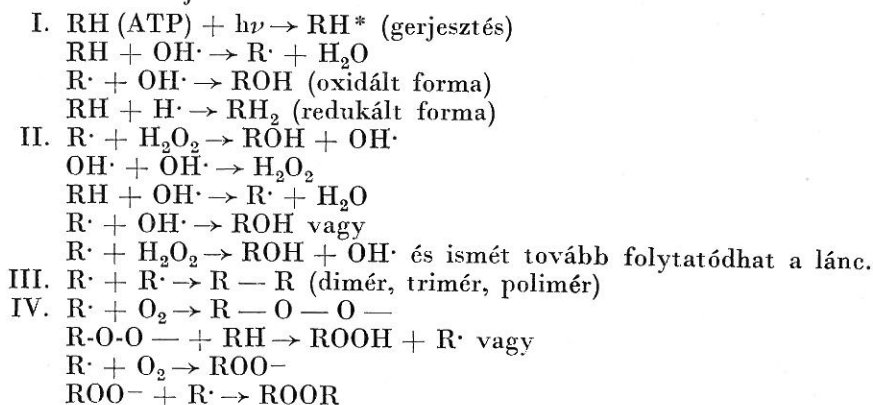 I. RH (ATP) + hν → RH* (gerjesztés)
RH + OH· → R· + H₂O
R· + OH· → ROH (oxidált forma)
RH + H· → RH₂ (redukált forma)
II. R· + H₂O₂ → ROH + OH·
OH· + OH· → H₂O₂
RH + OH· → R· + H₂O
R· + OH· → ROH vagy
R· + H₂O₂ → ROH + OH· és ismét tovább folytatódhat a lánc.
III. R· + R· → R — R (dimér, trimér, polimér)
IV. R· + O₂ → R — O — O —
R-O-O — + RH → ROOH + R· vagy
R· + O₂ → ROO−
ROO− + R· → ROOR